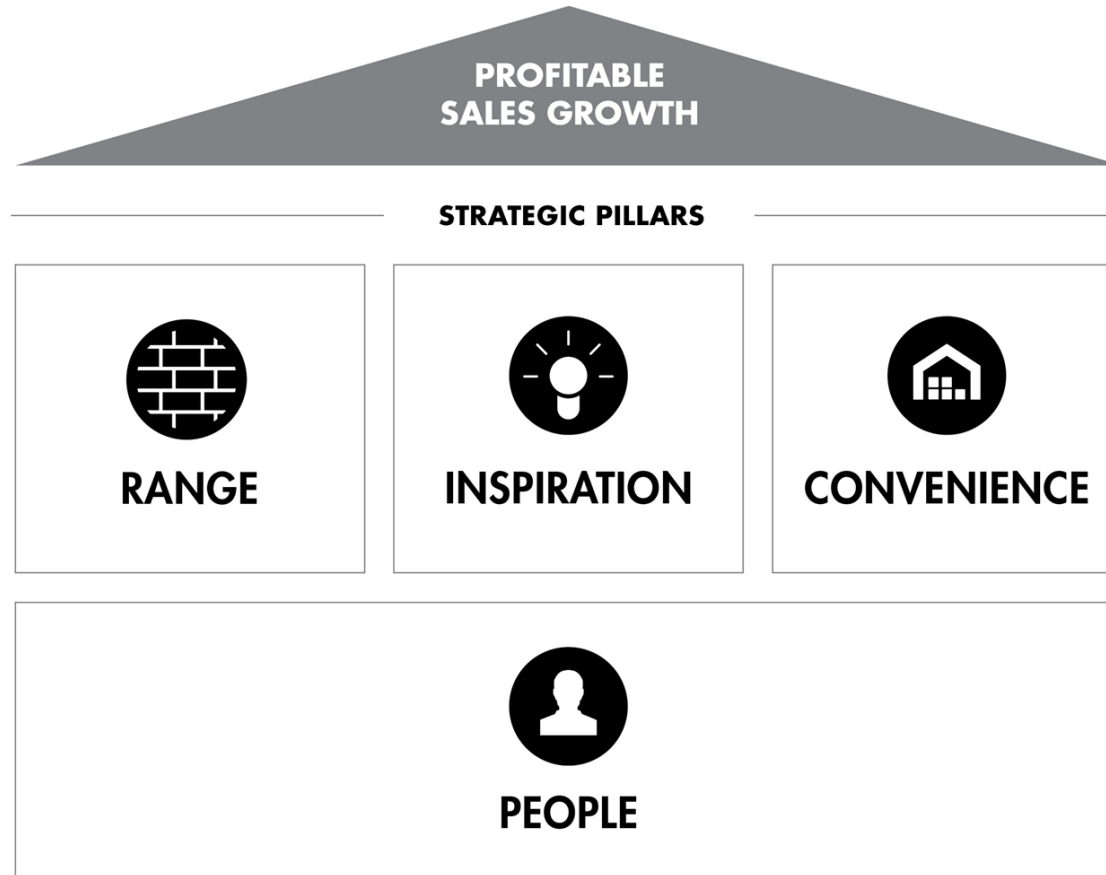 PROFITABLE
SALES GROWTH
STRATEGIC PILLARS
RANGE
INSPIRATION
CONVENIENCE
PEOPLE